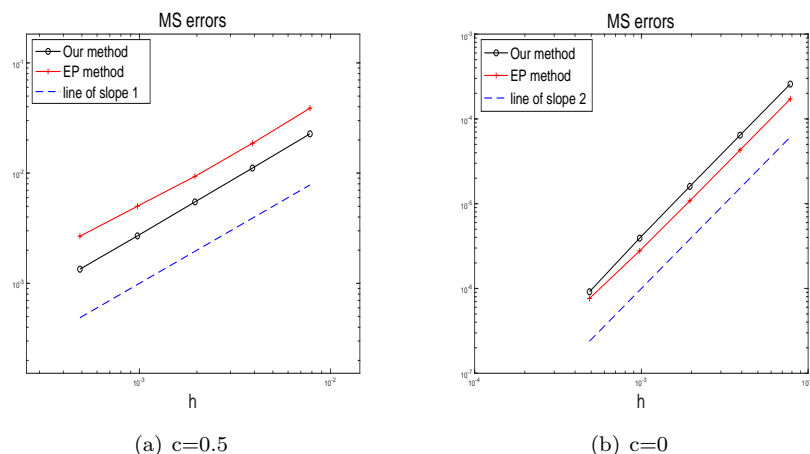 MS errors
Our method
EP method
line of slope 1
10^-1
10^-2
10^-3
10^-3
10^-2
h
(a) c=0.5
MS errors
Our method
EP method
line of slope 2
10^-3
10^-4
10^-5
10^-6
10^-7
10^-4
10^-3
h
(b) c=0